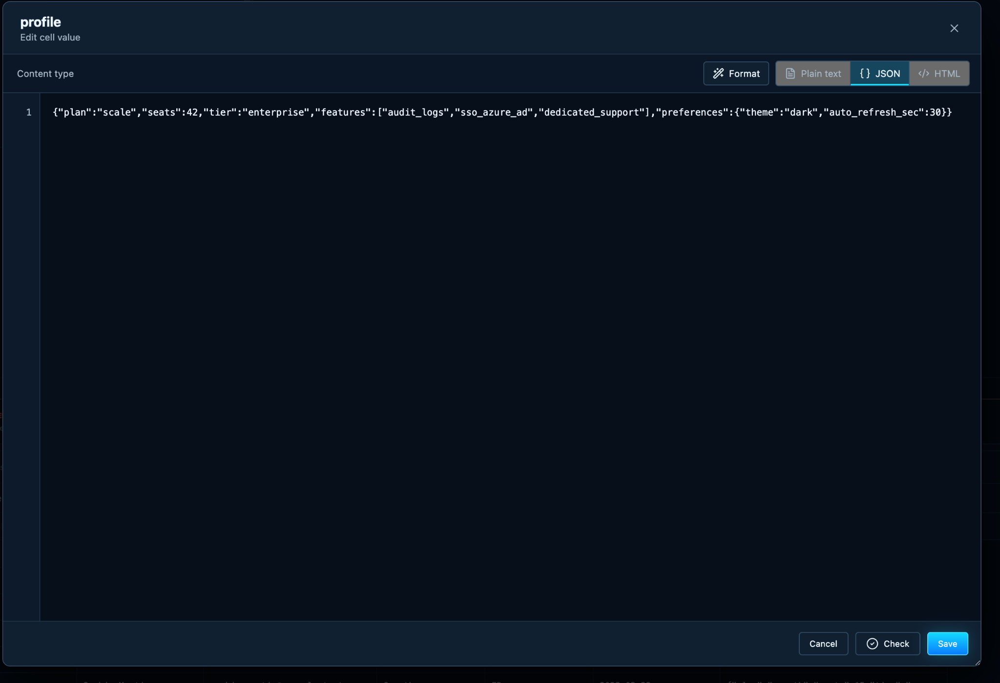 profile
Edit cell value
Content type
Format
Plain text
{ } JSON
</> HTML
1
{"plan":"scale","seats":42,"tier":"enterprise","features":["audit_logs","sso_azure_ad","dedicated_support"],"preferences":{"theme":"dark","auto_refresh_sec":30}}
Cancel
Check
Save